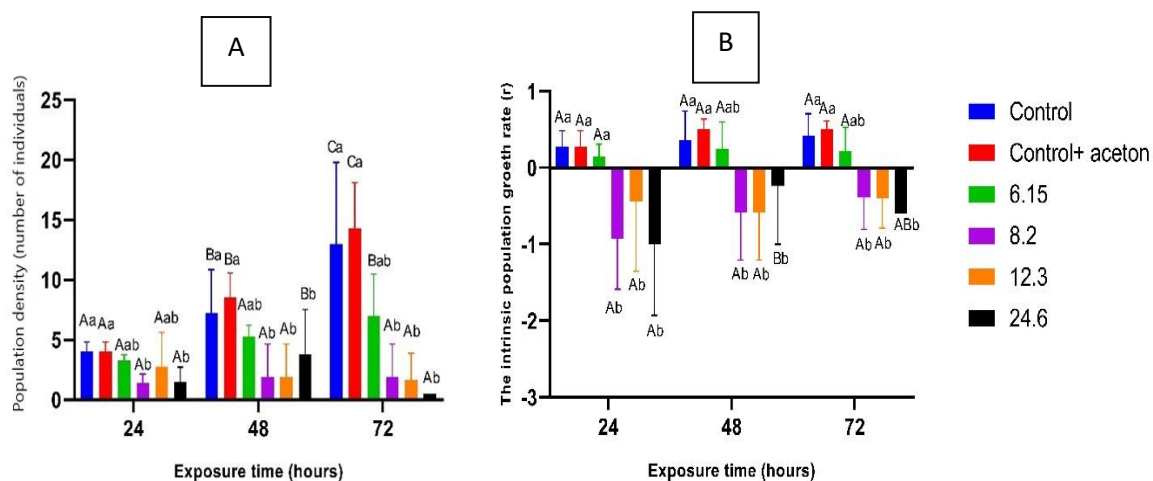 A
Population density (number of individuals)
25
20
15
10
5
0
Aa Aa Aab Ab Aab Ab
Ba Ba Aab Ab Ab Bb
Ca Ca Bab Ab Ab Ab
24 48 72
Exposure time (hours)
B
The intrinsic population groeth rate (r)
1
0
-1
-2
-3
Aa Aa Aa Ab Ab Ab
Aa Aa Aab Ab Ab Bb
Aa Aa Aab Ab Ab ABb
24 48 72
Exposure time (hours)
Control
Control+ aceton
6.15
8.2
12.3
24.6